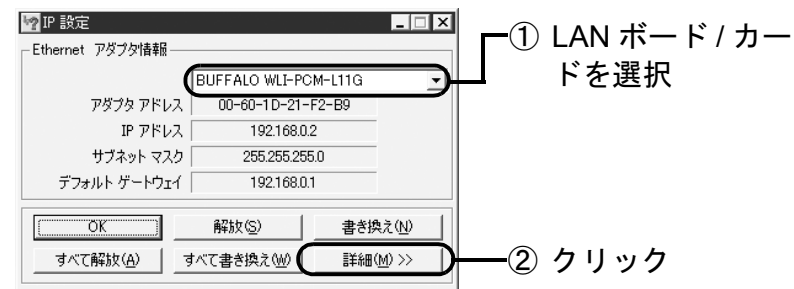 IP 設定
Ethernet アダプタ情報
BUFFALO WLI-PCM-L11G
アダプタ アドレス 00-60-1D-21-F2-B9
IP アドレス 192.168.0.2
サブネット マスク 255.255.255.0
デフォルト ゲートウェイ 192.168.0.1
OK 解放(S) 書き換え(N)
すべて解放(A) すべて書き換え(W) 詳細(M) >>
① LAN ボード / カー
ドを選択
② クリック